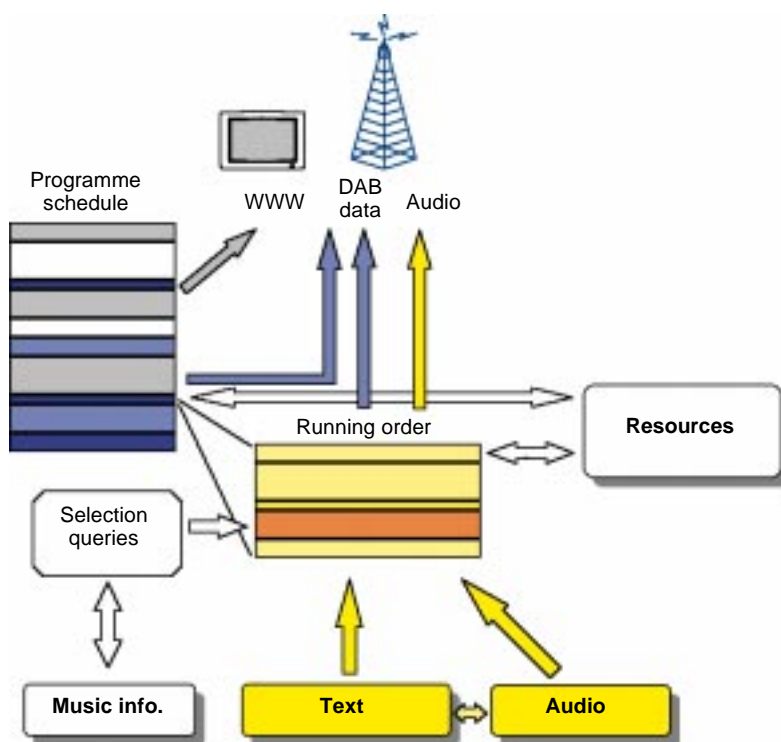 Programme
schedule
WWW
DAB
data
Audio
Running order
Resources
Selection
queries
Music info.
Text
Audio